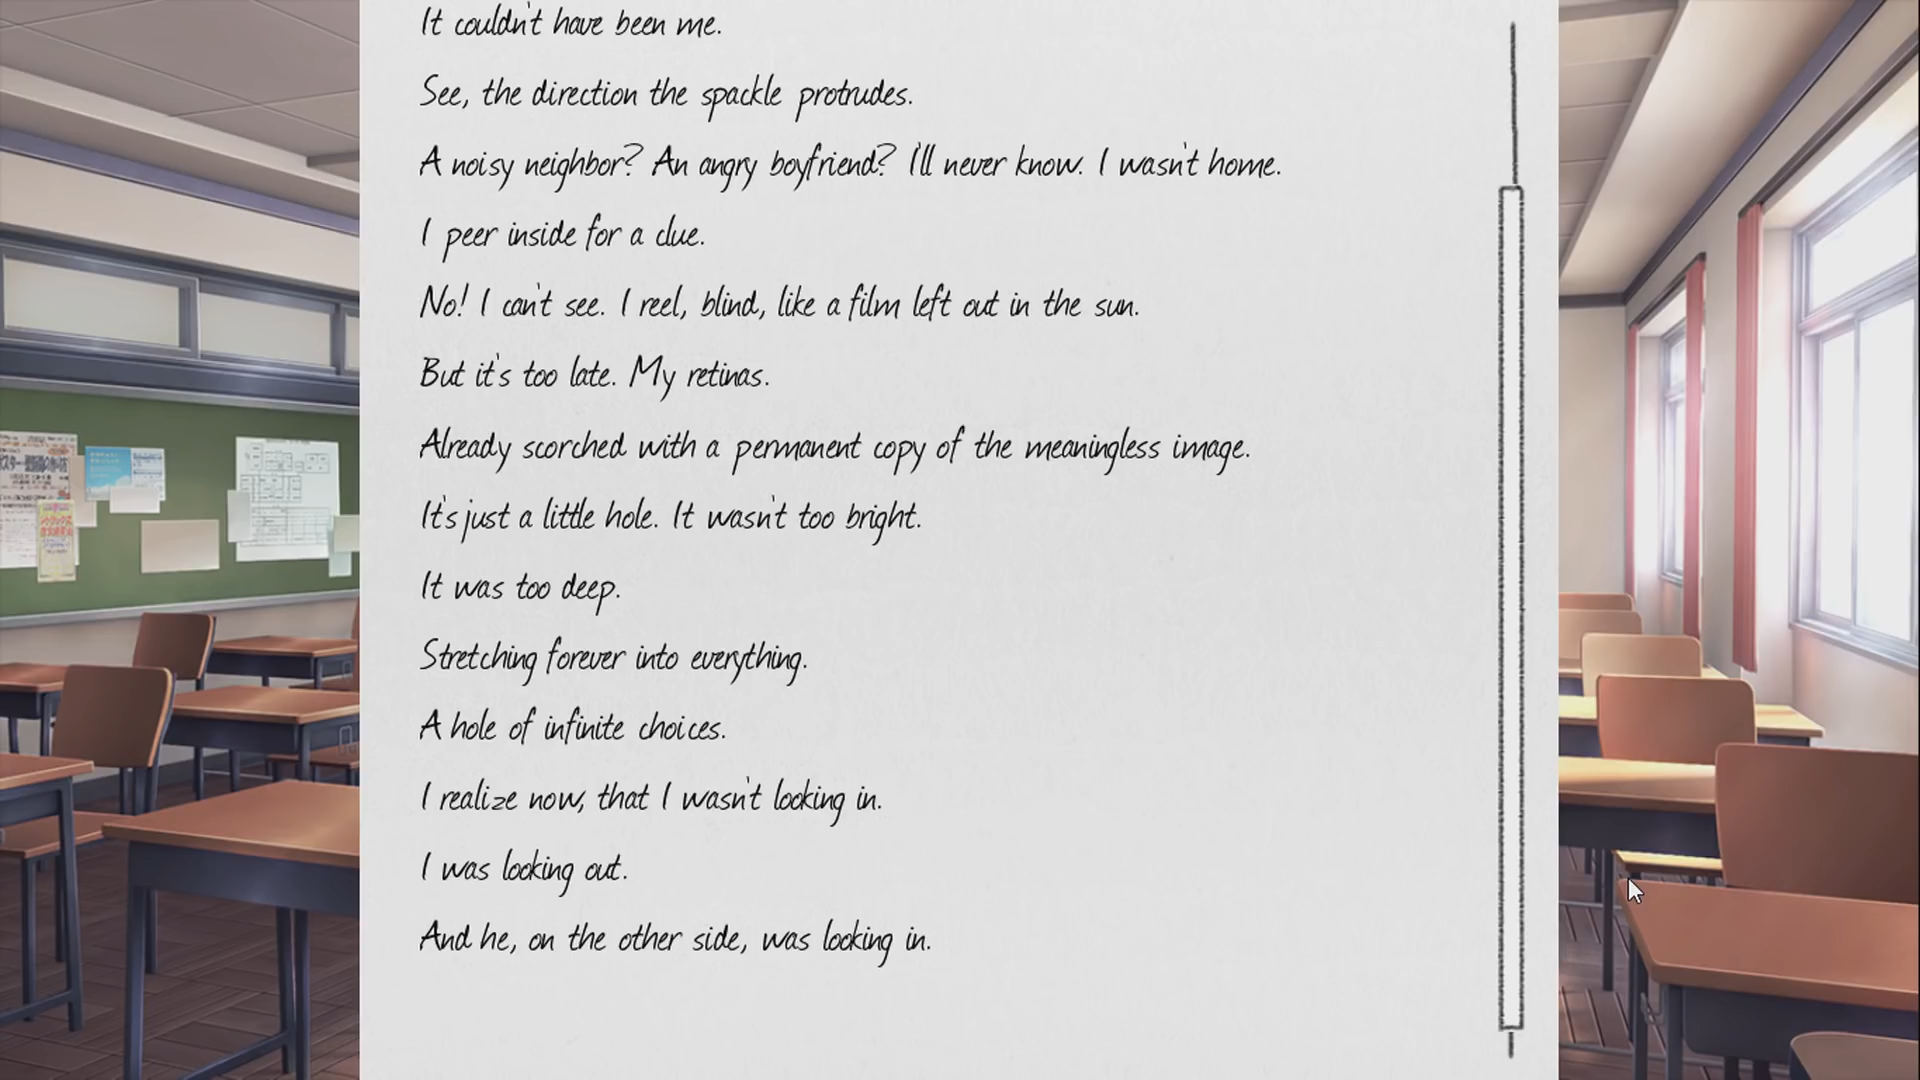 It couldn't have been me.
See, the direction the spackle protrudes.
A noisy neighbor? An angry boyfriend? I'll never know. I wasn't home.
I peer inside for a clue.
No! I can't see. I reel, blind, like a film left out in the sun.
But it's too late. My retinas.
Already scorched with a permanent copy of the meaningless image.
It's just a little hole. It wasn't too bright.
It was too deep.
Stretching forever into everything.
A hole of infinite choices.
I realize now, that I wasn't looking in.
I was looking out.
And he, on the other side, was looking in.